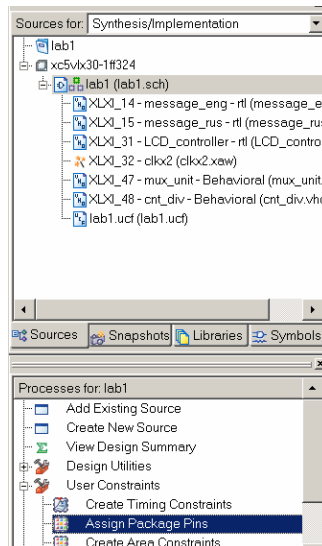 Sources for: Synthesis/Implementation
lab1
xc5vlx30-1ff324
lab1 (lab1.sch)
XLXI_14 - message_eng - rtl (message_e
XLXI_15 - message_rus - rtl (message_ru
XLXI_31 - LCD_controller - rtl (LCD_contro
XLXI_32 - clkx2 (clkx2.xaw)
XLXI_47 - mux_unit - Behavioral (mux_unit.
XLXI_48 - cnt_div - Behavioral (cnt_div.vh
lab1.ucf (lab1.ucf)
Sources Snapshots Libraries Symbols
Processes for: lab1
Add Existing Source
Create New Source
View Design Summary
Design Utilities
User Constraints
Create Timing Constraints
Assign Package Pins
Create Area Constraints